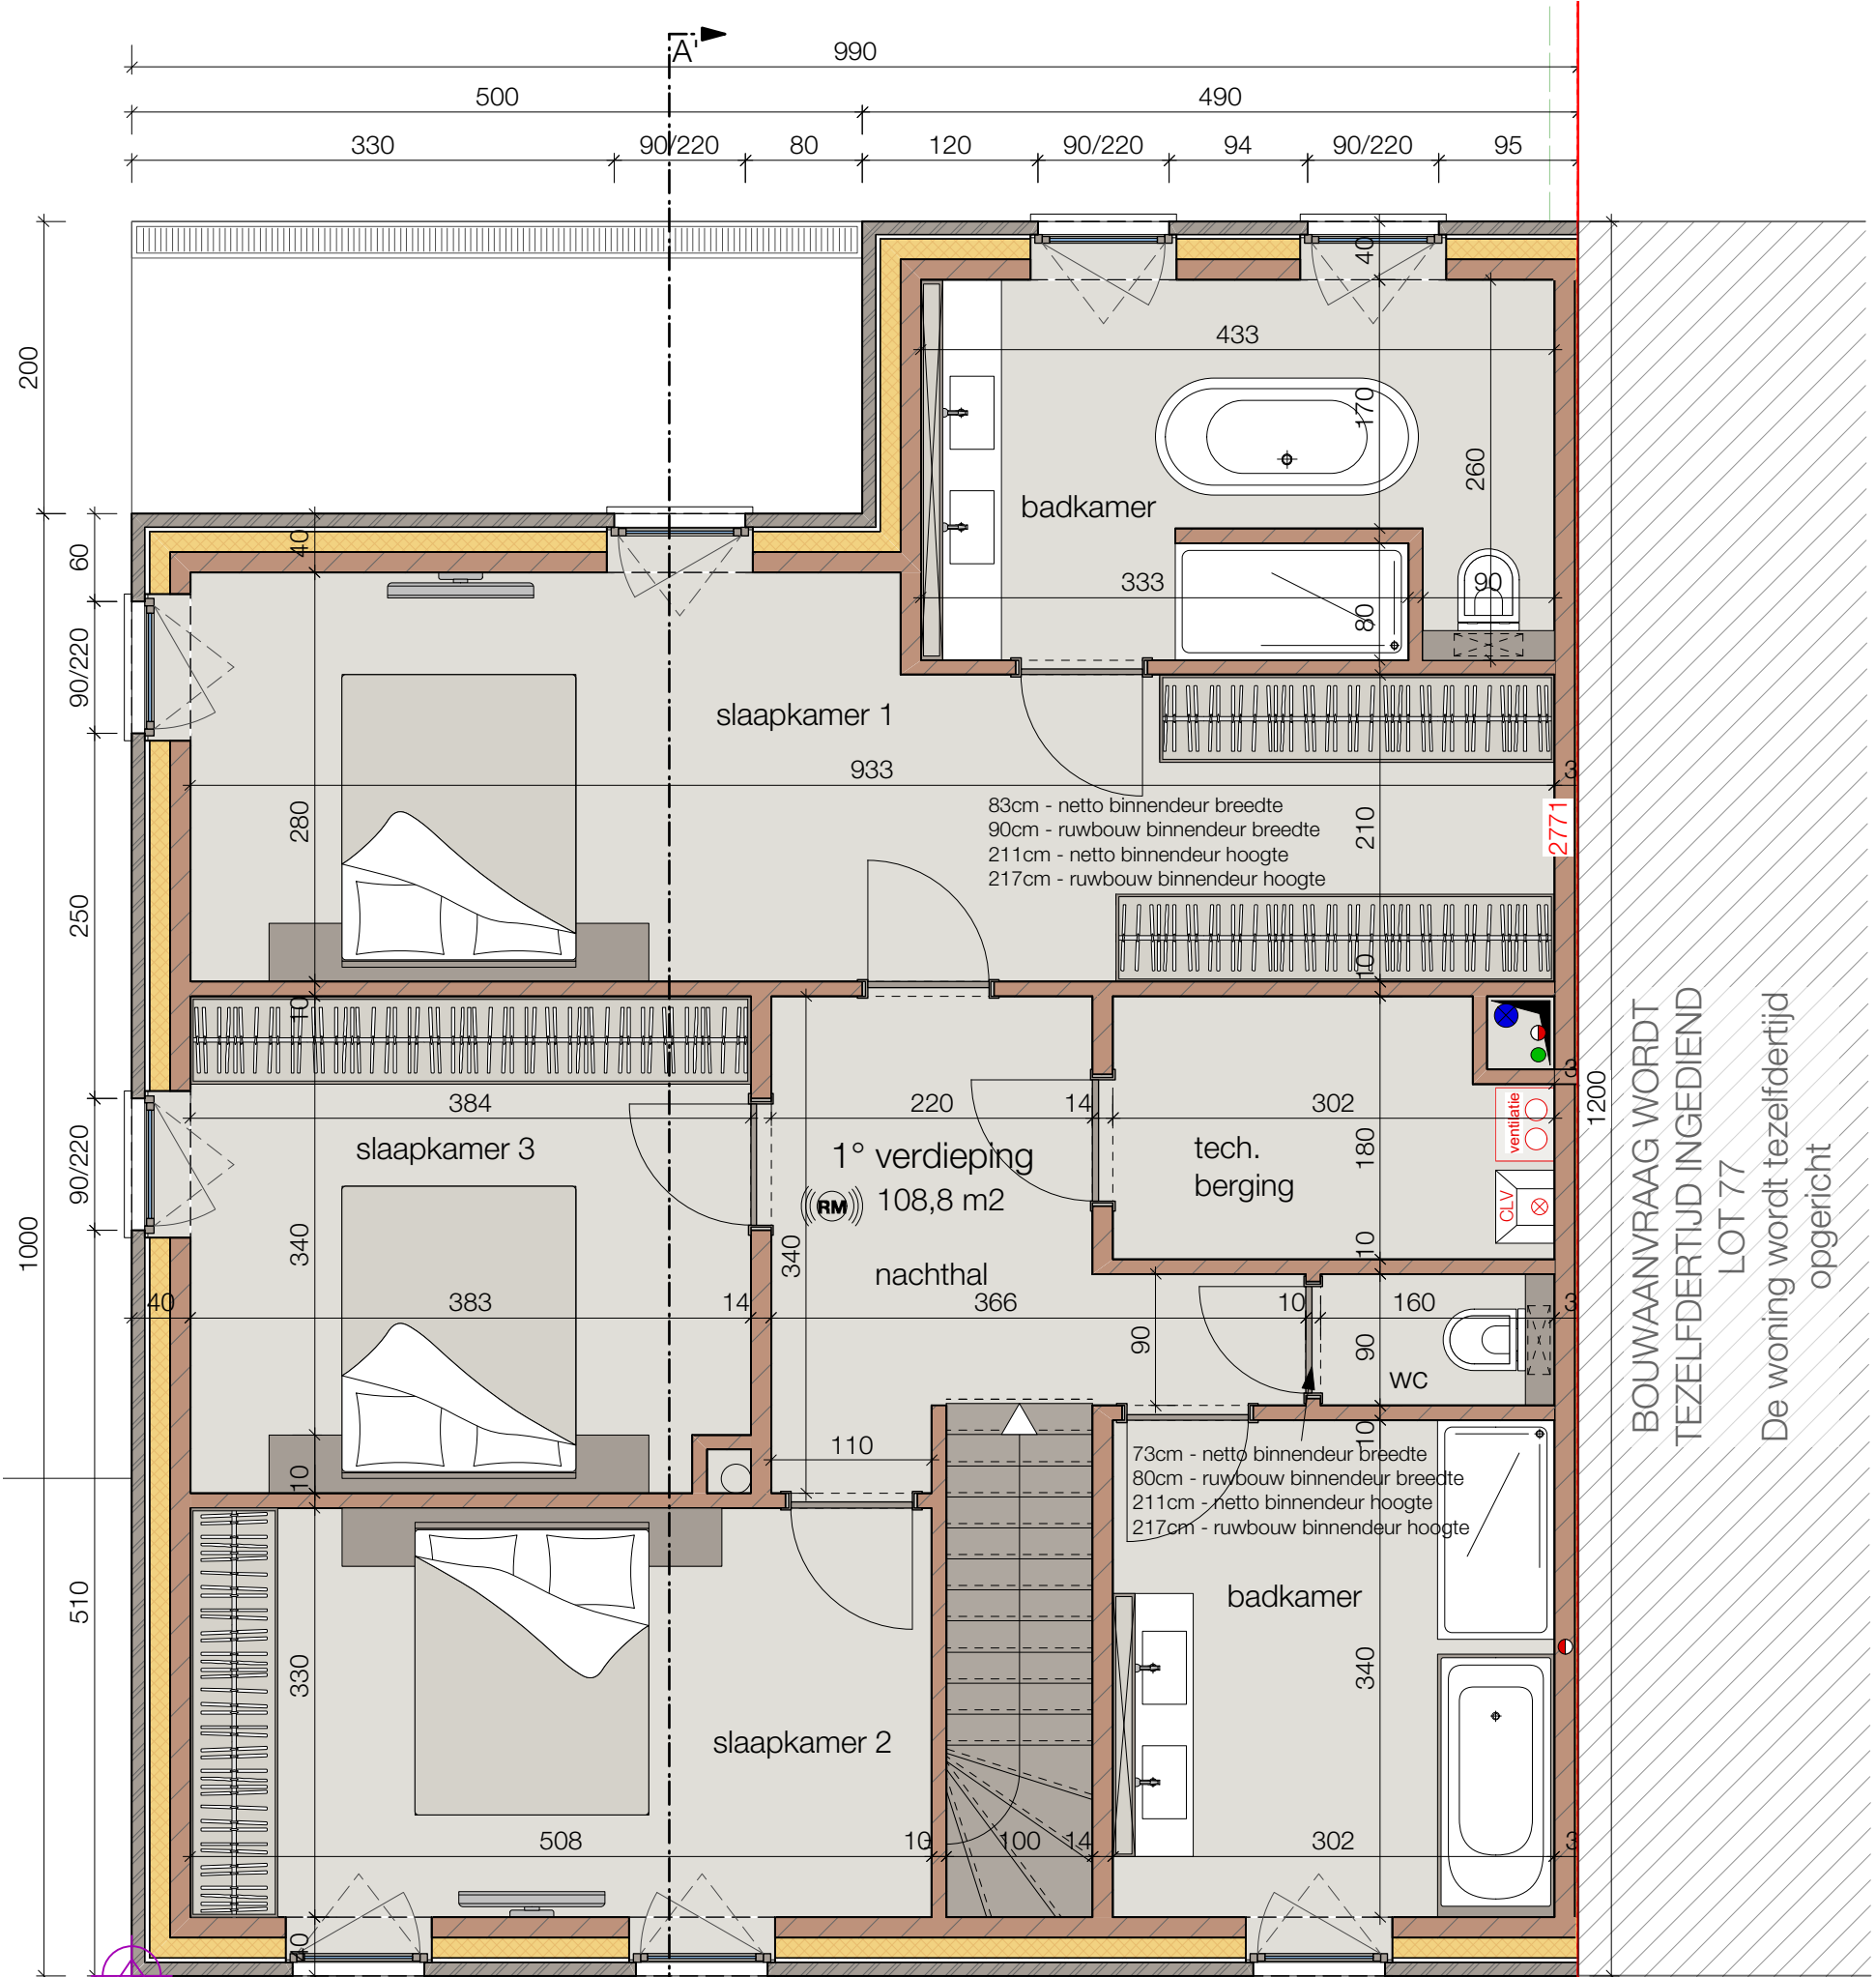 A'
990
500
490
330
90/220
80
120
90/220
94
90/220
95
200
40
433
170
260
badkamer
60
40
333
90
80
90/220
slaapkamer 1
933
3
280
83cm - netto binnendeur breedte
90cm - ruwbouw binnendeur breedte
211cm - netto binnendeur hoogte
217cm - ruwbouw binnendeur hoogte
210
2771
250
10
10
384
220
14
302
3
1200
ventilatie
90/220
slaapkamer 3
1° verdieping
108,8 m2
RM
tech.
berging
180
CLV
1000
340
340
nachthal
10
40
383
14
366
10
160
3
90
90
wc
BOUWAANVRAAG WORDT
TEZELFDERTIJD INGEDIEND
LOT 77
De woning wordt tezelfdertijd
opgericht
110
10
10
73cm - netto binnendeur breedte
80cm - ruwbouw binnendeur breedte
211cm - netto binnendeur hoogte
217cm - ruwbouw binnendeur hoogte
510
330
badkamer
340
slaapkamer 2
508
10
100
14
302
3